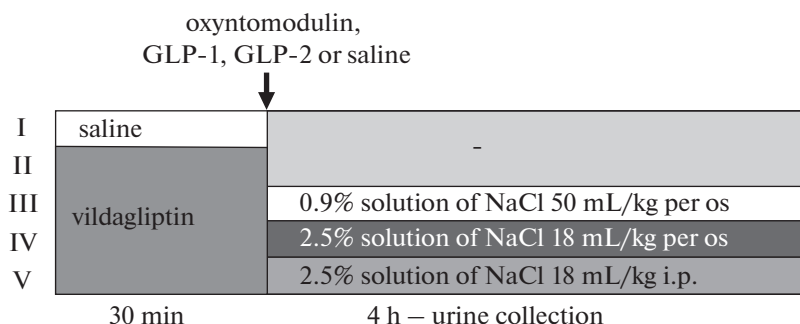 oxyntomodulin,
GLP-1, GLP-2 or saline
I saline
-
II
III vildagliptin 0.9% solution of NaCl 50 mL/kg per os
IV 2.5% solution of NaCl 18 mL/kg per os
V 2.5% solution of NaCl 18 mL/kg i.p.
30 min 4 h – urine collection